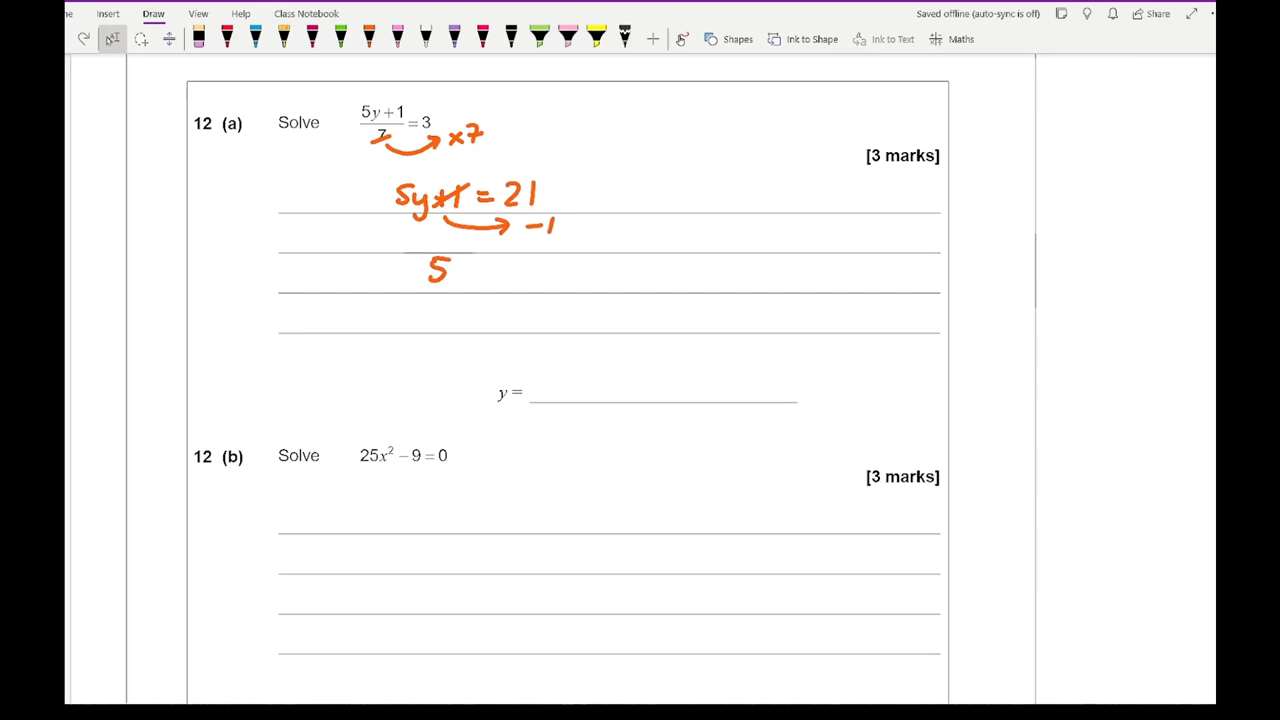 Insert Draw View Help Class Notebook Saved offline (auto-sync is off) Share
Shapes Ink to Shape Ink to Text Maths
12 (a) Solve 5y + 1 / 7 = 3
×7
[3 marks]
5y+1 = 21
-1
5
y =
12 (b) Solve 25x² − 9 = 0
[3 marks]